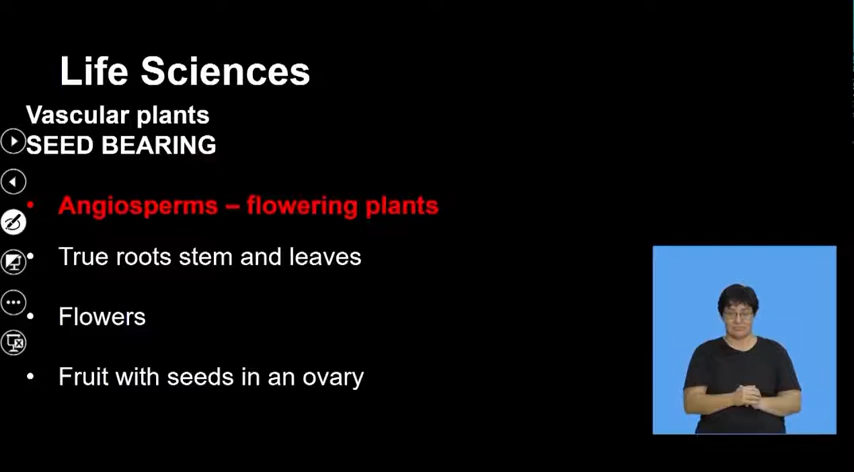 Life Sciences
Vascular plants
SEED BEARING
• Angiosperms – flowering plants
• True roots stem and leaves
• Flowers
• Fruit with seeds in an ovary